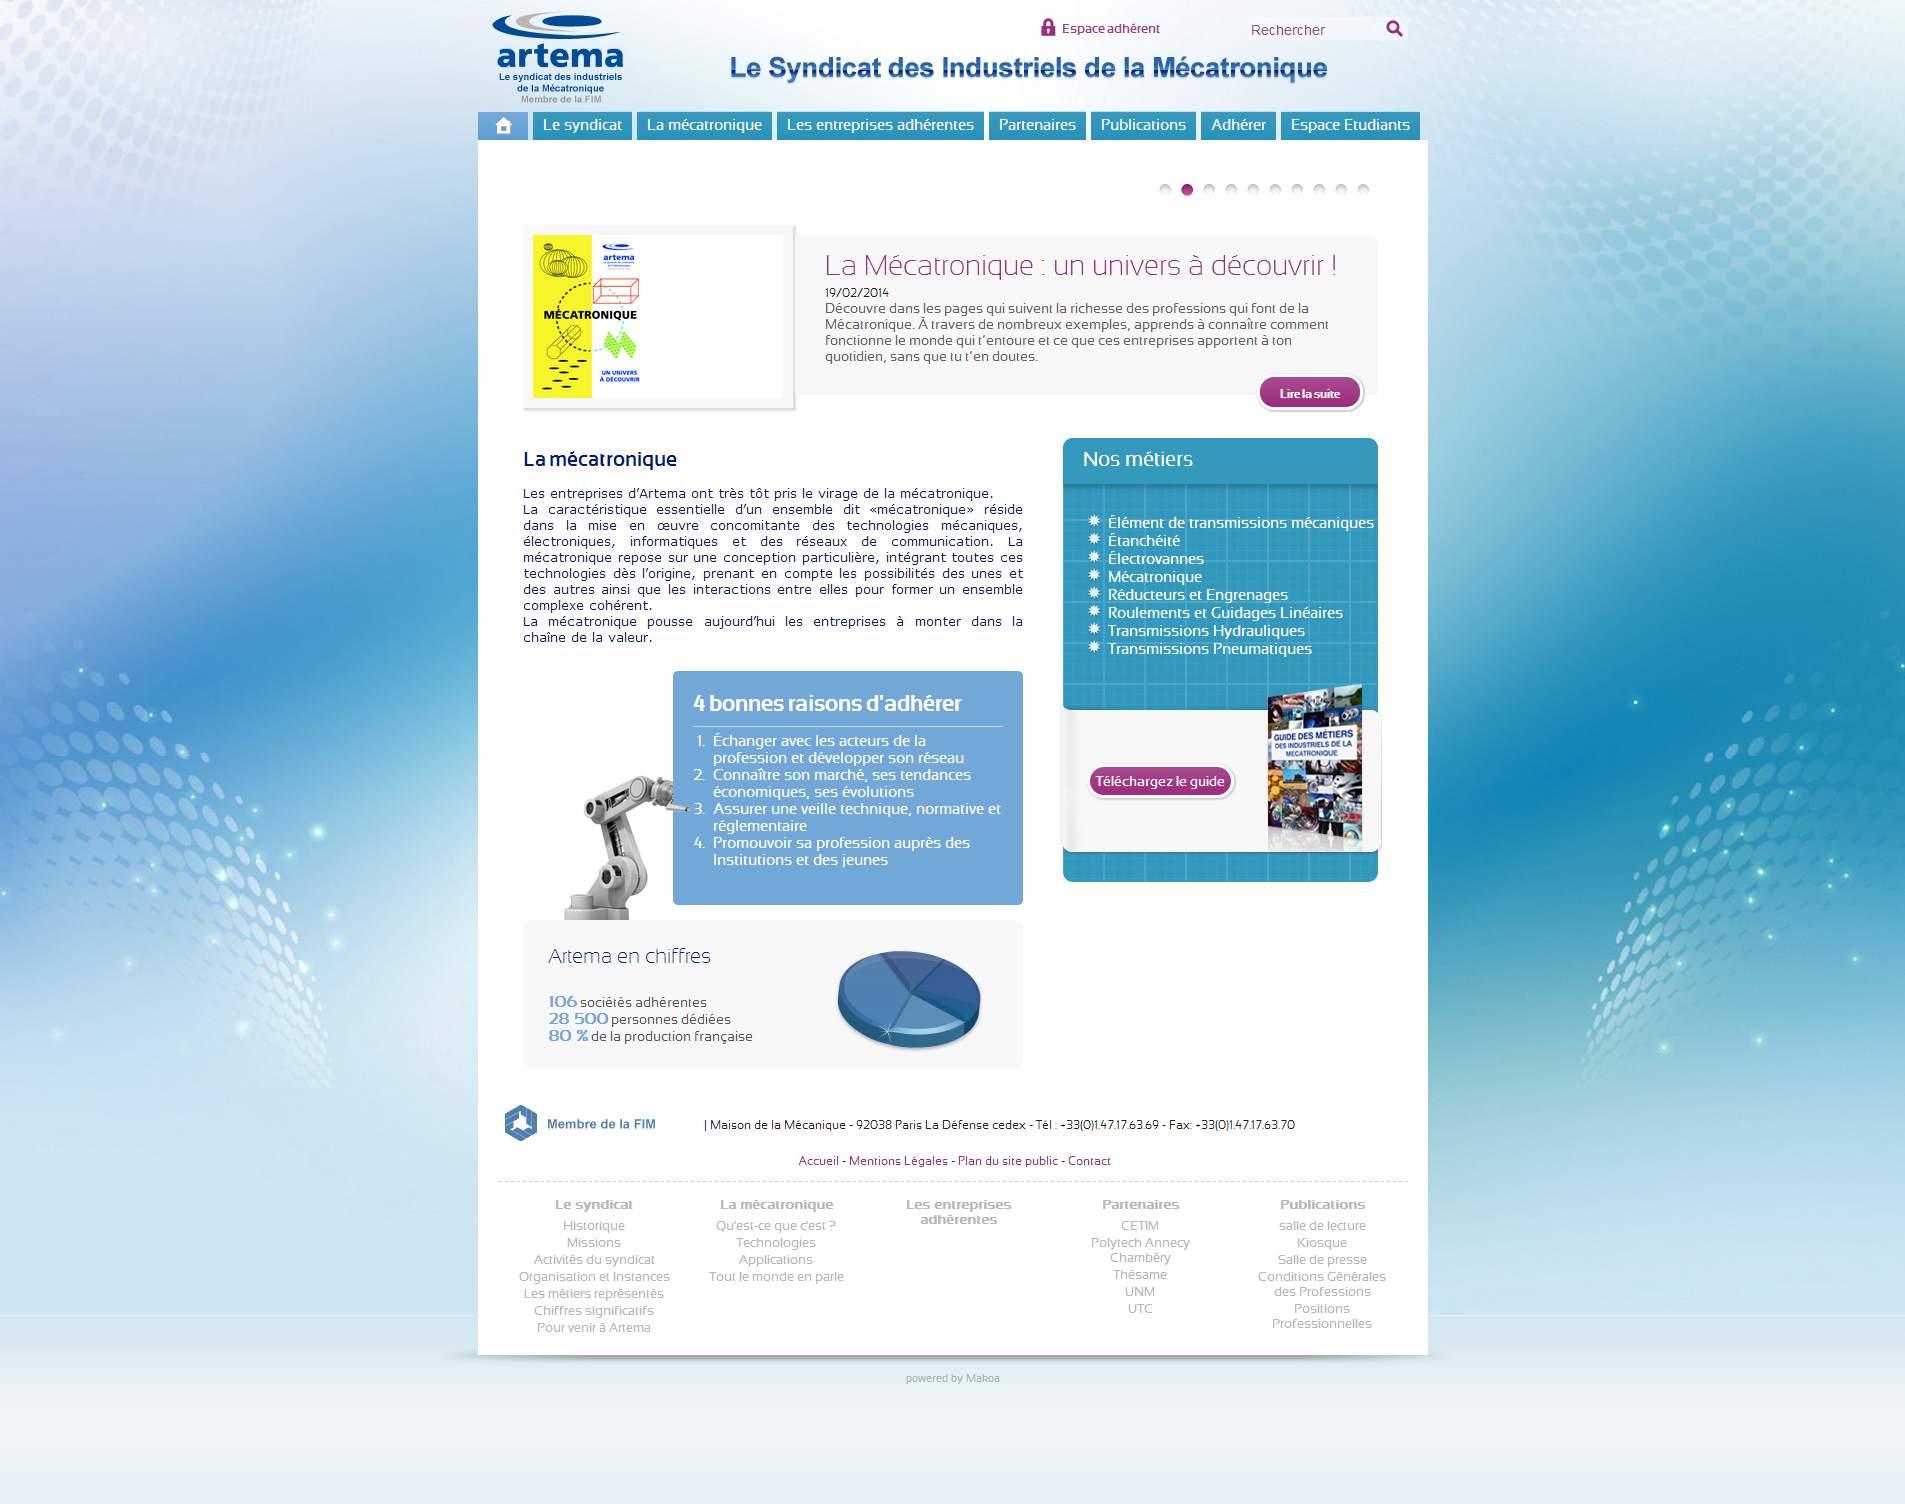 artema
Le syndicat des industriels
de la Mécatronique
Membre de la FIM
Espace adhérent
Rechercher
Le Syndicat des Industriels de la Mécatronique
Le syndicat
La mécatronique
Les entreprises adhérentes
Partenaires
Publications
Adhérer
Espace Etudiants
artema
MÉCATRONIQUE
UN UNIVERS
À DÉCOUVRIR
La Mécatronique : un univers à découvrir !
19/02/2014
Découvre dans les pages qui suivent la richesse des professions qui font de la
Mécatronique. À travers de nombreux exemples, apprends à connaître comment
fonctionne le monde qui t’entoure et ce que ces entreprises apportent à ton
quotidien, sans que tu t’en doutes.
Lire la suite
La mécatronique
Les entreprises d’Artema ont très tôt pris le virage de la mécatronique.
La caractéristique essentielle d’un ensemble dit «mécatronique» réside
dans la mise en œuvre concomitante des technologies mécaniques,
électroniques, informatiques et des réseaux de communication. La
mécatronique repose sur une conception particulière, intégrant toutes ces
technologies dès l’origine, prenant en compte les possibilités des unes et
des autres ainsi que les interactions entre elles pour former un ensemble
complexe cohérent.
La mécatronique pousse aujourd’hui les entreprises à monter dans la
chaîne de la valeur.
Nos métiers
Élément de transmissions mécaniques
Étanchéité
Électrovannes
Mécatronique
Réducteurs et Engrenages
Roulements et Guidages Linéaires
Transmissions Hydrauliques
Transmissions Pneumatiques
GUIDE DES MÉTIERS
DES INDUSTRIELS DE LA
MECATRONIQUE
Téléchargez le guide
4 bonnes raisons d'adhérer
1. Échanger avec les acteurs de la
profession et développer son réseau
2. Connaître son marché, ses tendances
économiques, ses évolutions
3. Assurer une veille technique, normative et
réglementaire
4. Promouvoir sa profession auprès des
Institutions et des jeunes
Artema en chiffres
106 sociétés adhérentes
28 500 personnes dédiées
80 % de la production française
Membre de la FIM
| Maison de la Mécanique - 92038 Paris La Défense cedex - Tél : +33(0)1.47.17.63.69 - Fax: +33(0)1.47.17.63.70
Accueil - Mentions Légales - Plan du site public - Contact
Le syndicat
Historique
Missions
Activités du syndicat
Organisation et Instances
Les métiers représentés
Chiffres significatifs
Pour venir à Artema
La mécatronique
Qu'est-ce que c'est ?
Technologies
Applications
Tout le monde en parle
Les entreprises
adhérentes
Partenaires
CETIM
Polytech Annecy
Chambéry
Thésame
UNM
UTC
Publications
salle de lecture
Kiosque
Salle de presse
Conditions Générales
des Professions
Positions
Professionnelles
powered by Makoa